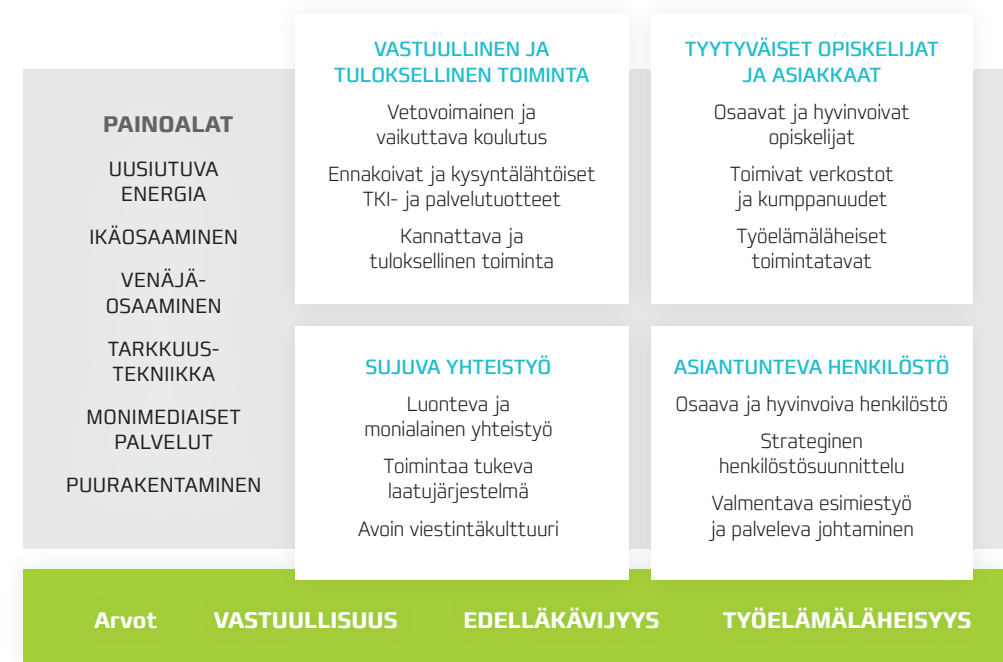 PAINOALAT
UUSIUTUVA
ENERGIA
IKÄOSAAMINEN
VENÄJÄ-
OSAAMINEN
TARKKUUS-
TEKNIIKKA
MONIMEDIAISET
PALVELUT
PUURAKENTAMINEN
VASTUULLINEN JA
TULOKSELLINEN TOIMINTA
Vetovoimainen ja
vaikuttava koulutus
Ennakoivat ja kysyntälähtöiset
TKI- ja palvelutuotteet
Kannattava ja
tuloksellinen toiminta
TYYTYVÄISET OPISKELIJAT
JA ASIAKKAAT
Osaavat ja hyvinvoivat
opiskelijat
Toimivat verkostot
ja kumppanuudet
Työelämäläheiset
toimintatavat
SUJUVA YHTEISTYÖ
Luonteva ja
monialainen yhteistyö
Toimintaa tukeva
laatujärjestelmä
Avoin viestintäkulttuuri
ASIANTUNTEVA HENKILÖSTÖ
Osaava ja hyvinvoiva henkilöstö
Strateginen
henkilöstösuunnittelu
Valmentava esimiestyö
ja palveleva johtaminen
Arvot VASTUULLISUUS EDELLÄKÄVIJYYS TYÖELÄMÄLÄHEISYYS